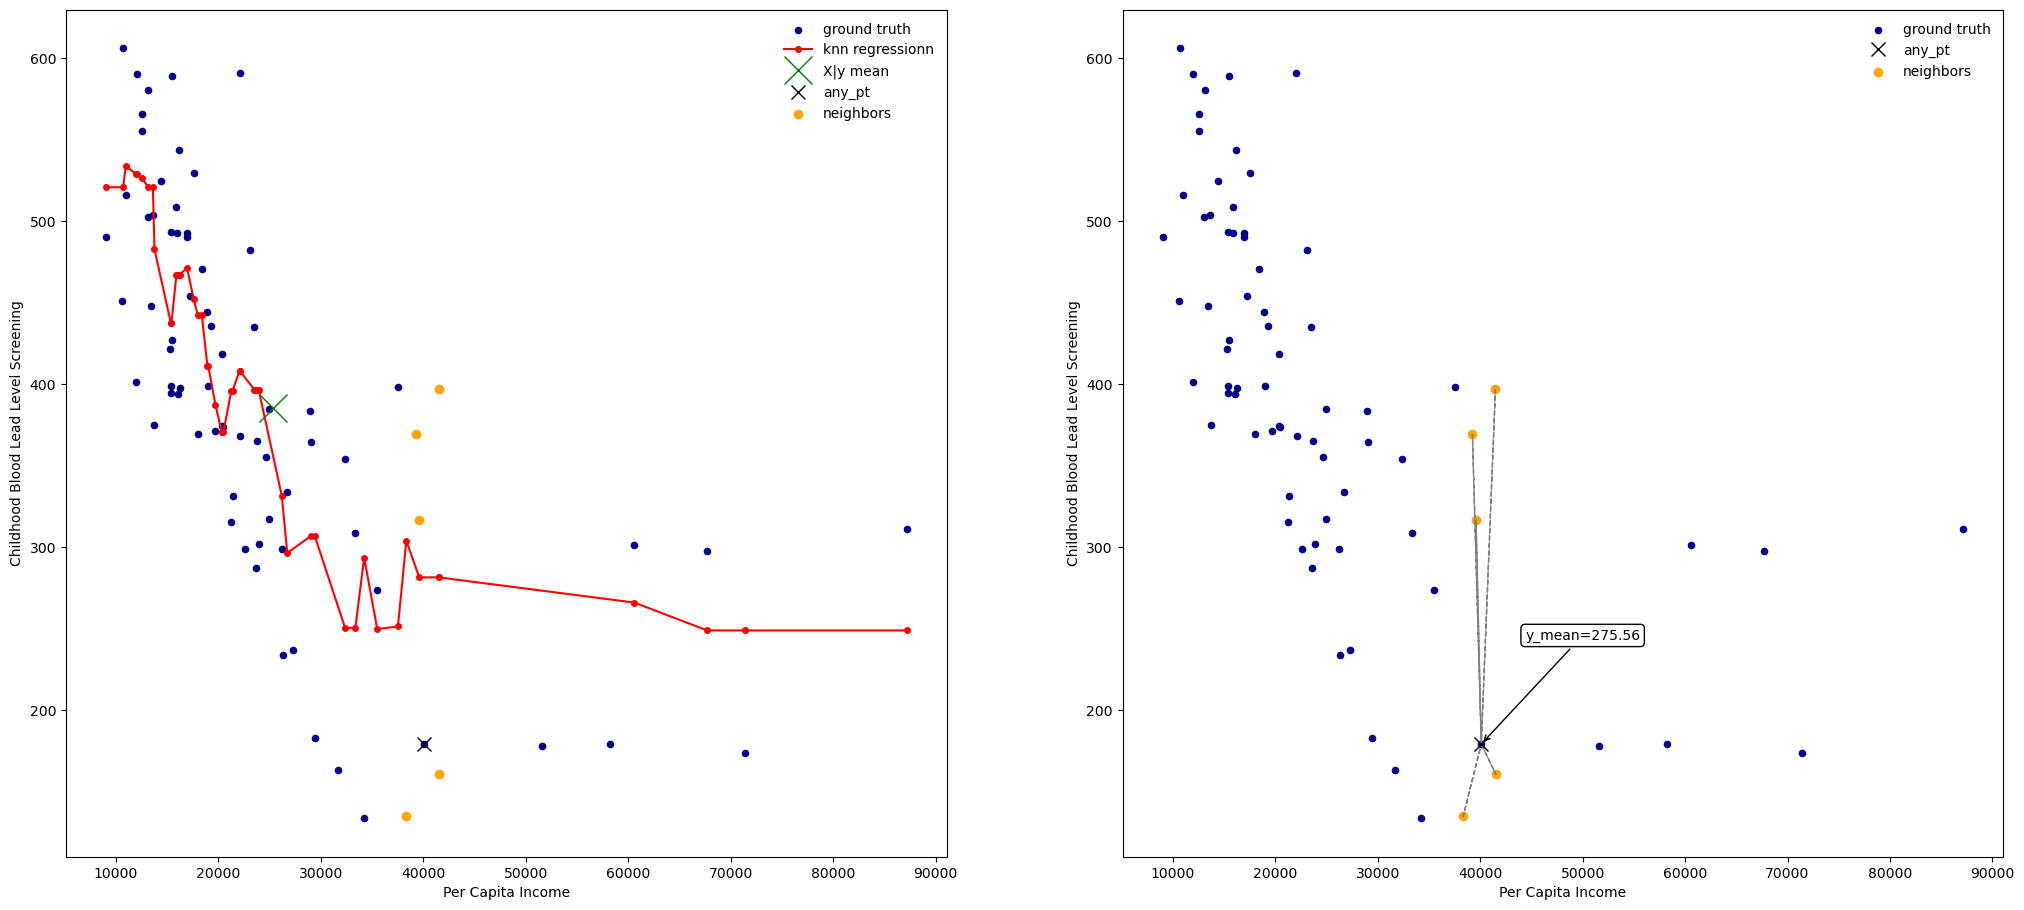 600
500
400
300
200
Childhood Blood Lead Level Screening
10000 20000 30000 40000 50000 60000 70000 80000 90000
Per Capita Income
ground truth
knn regressionn
X|y mean
any_pt
neighbors
600
500
400
300
200
Childhood Blood Lead Level Screening
10000 20000 30000 40000 50000 60000 70000 80000 90000
Per Capita Income
ground truth
any_pt
neighbors
y_mean=275.56